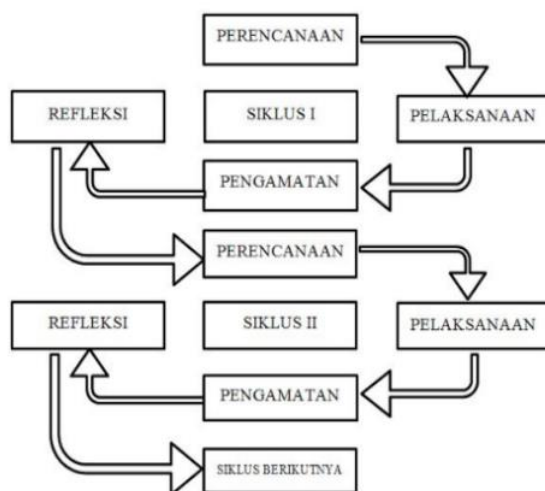 PERENCANAAN
REFLEKSI
SIKLUS I
PELAKSANAAN
PENGAMATAN
PERENCANAAN
REFLEKSI
SIKLUS II
PELAKSANAAN
PENGAMATAN
SIKLUS BERIKUTNYA